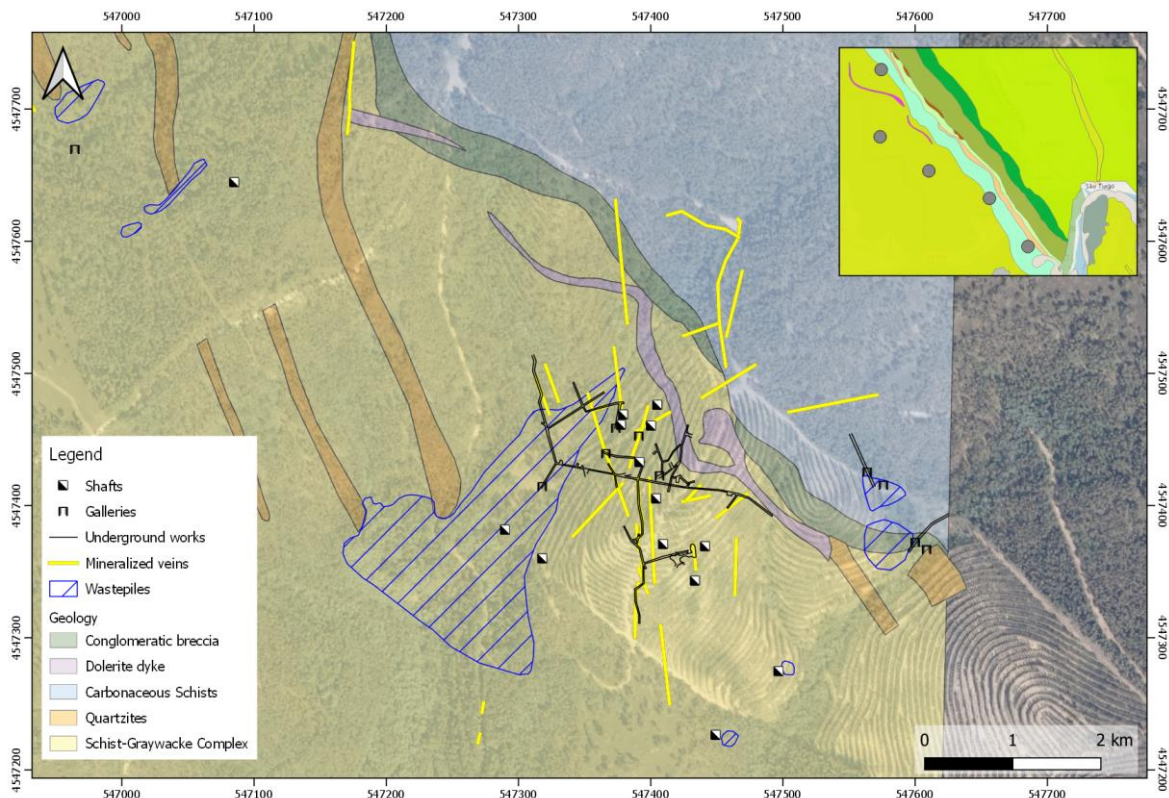 547000 547100 547200 547300 547400 547500 547600 547700
4547700 4547700
4547600 4547600
4547500 4547500
4547400 4547400
4547300 4547300
4547200 4547200
São Tiago
Legend
Shafts
Galleries
Underground works
Mineralized veins
Wastepiles
Geology
Conglomeratic breccia
Dolerite dyke
Carbonaceous Schists
Quartzites
Schist-Graywacke Complex
0 1 2 km
547000 547100 547200 547300 547400 547500 547600 547700